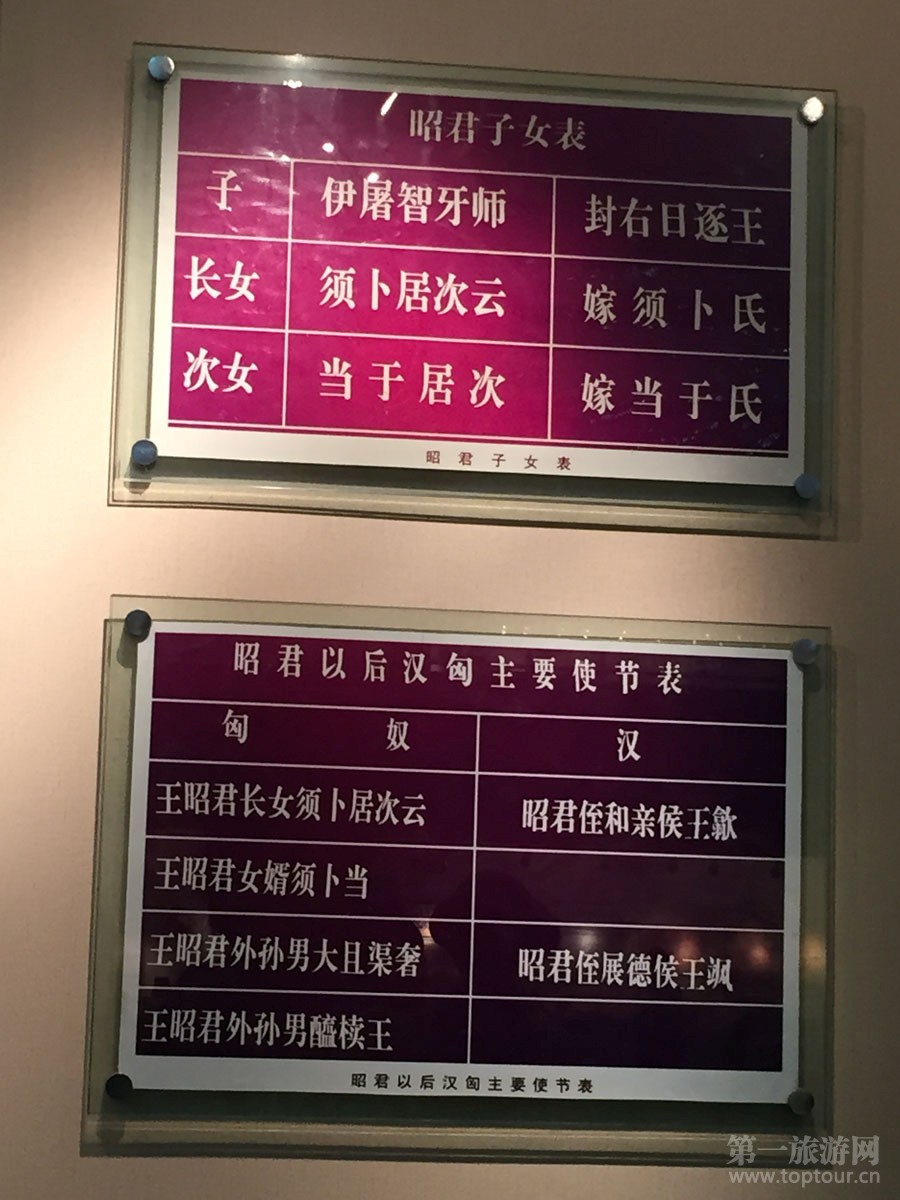 昭君子女表
子 伊屠智牙师 封右日逐王
长女 须卜居次云 嫁须卜氏
次女 当于居次 嫁当于氏
昭君子女表
昭君以后汉匈主要使节表
匈奴 汉
王昭君长女须卜居次云 昭君侄和亲侯王歙
王昭君女婿须卜当
王昭君外孙男大且渠奢 昭君侄展德侯王飒
王昭君外孙男醯椟王
昭君以后汉匈主要使节表
第一旅游网
www.toptour.cn